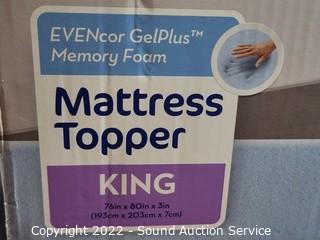 EVENcor GelPlus™
Memory Foam
Mattress
Topper
KING
76in x 80in x 3in
(193cm x 203cm x 7cm)
Copyright 2022 - Sound Auction Service